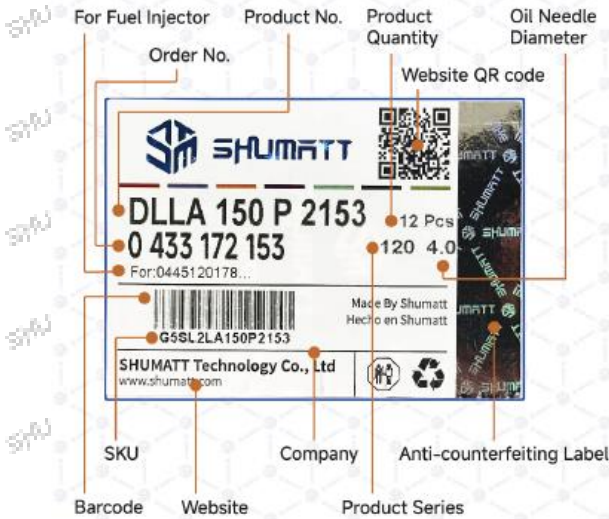 For Fuel Injector
Product No.
Product
Quantity
Oil Needle
Diameter
Order No.
Website QR code
SHUMATT
DLLA 150 P 2153
12 Pcs
0 433 172 153
120 4.0
For:0445120178...
Made By Shumatt
Hecho en Shumatt
G5SL2LA150P2153
SHUMATT Technology Co., Ltd
www.shumatt.com
SKU
Company
Anti-counterfeiting Label
Barcode
Website
Product Series